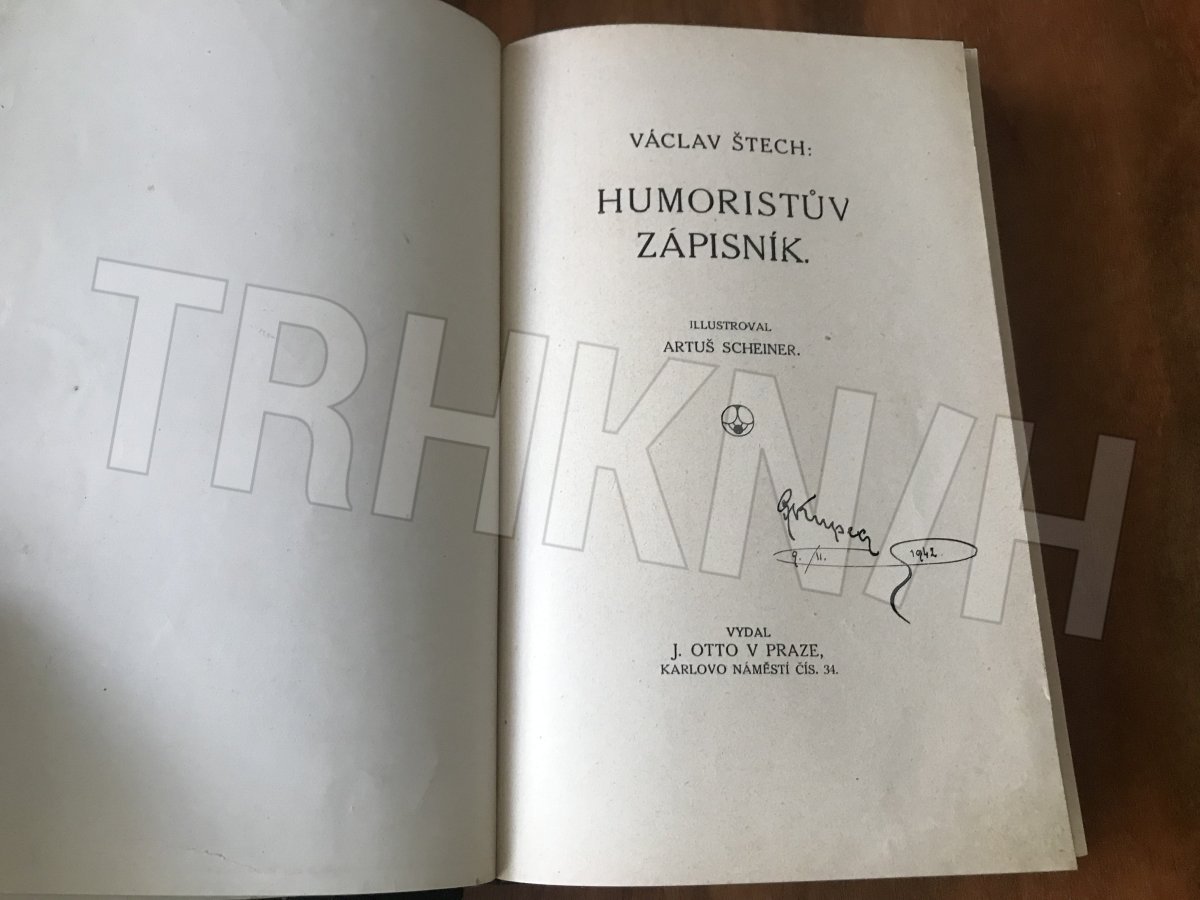 VÁCLAV ŠTECH:
HUMORISTŮV
ZÁPISNÍK.
ILLUSTROVAL
ARTUŠ SCHEINER.
9. / 11. 1942
VYDAL
J. OTTO V PRAZE,
KARLOVO NÁMĚSTÍ ČÍS. 34.
TRHKNIH